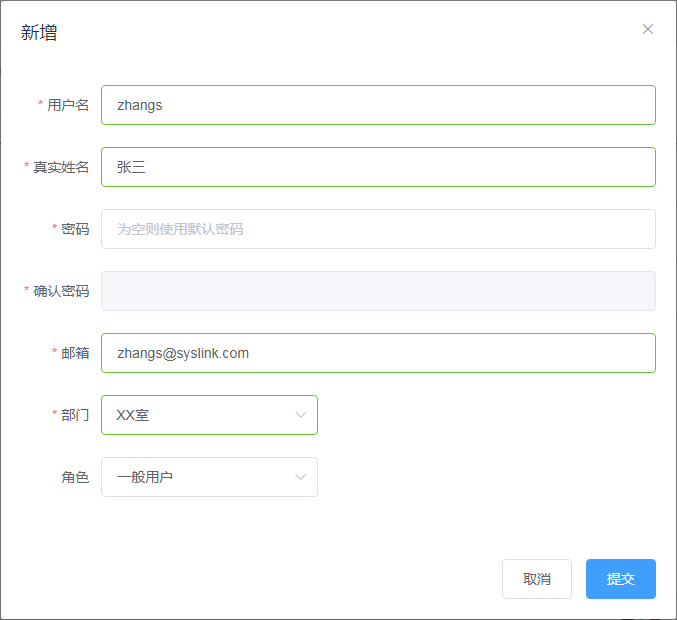 新增
* 用户名 zhangs
* 真实姓名 张三
* 密码 为空则使用默认密码
* 确认密码
* 邮箱 zhangs@syslink.com
* 部门 XX室
角色 一般用户
取消 提交